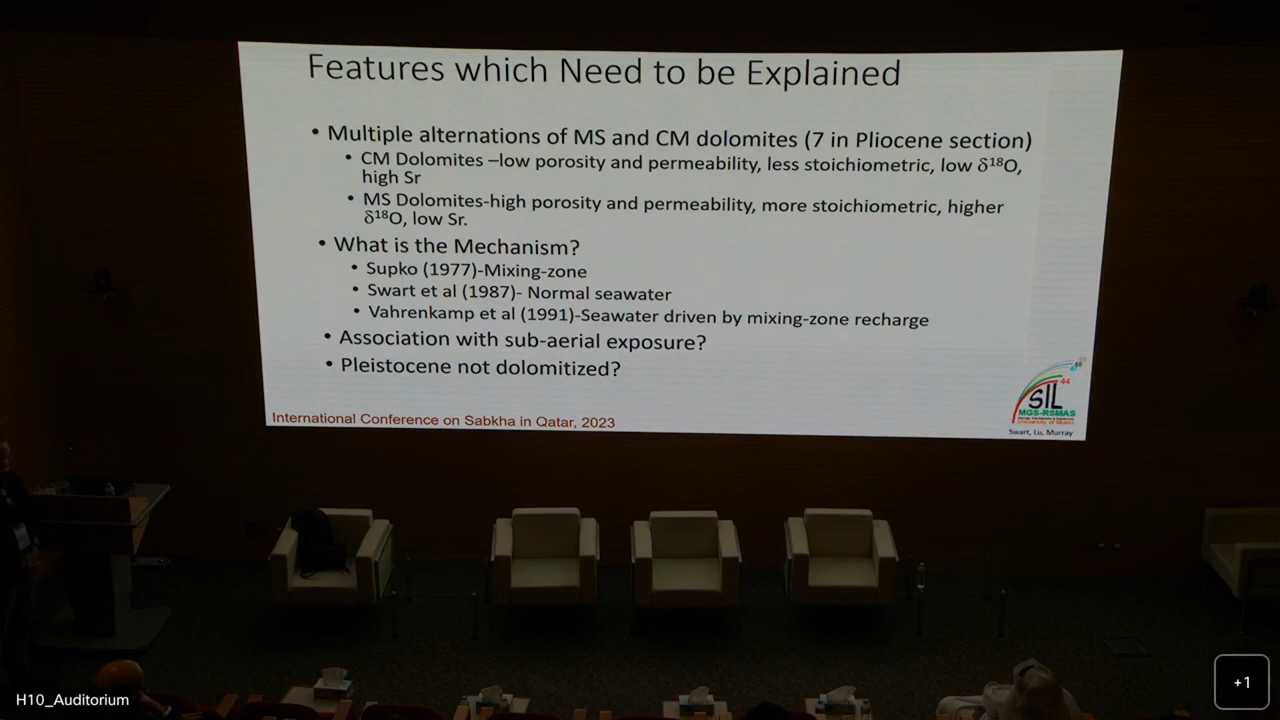 Features which Need to be Explained
• Multiple alternations of MS and CM dolomites (7 in Pliocene section)
• CM Dolomites –low porosity and permeability, less stoichiometric, low δ¹⁸O,
high Sr
• MS Dolomites-high porosity and permeability, more stoichiometric, higher
δ¹⁸O, low Sr.
• What is the Mechanism?
• Supko (1977)-Mixing-zone
• Swart et al (1987)- Normal seawater
• Vahrenkamp et al (1991)-Seawater driven by mixing-zone recharge
• Association with sub-aerial exposure?
• Pleistocene not dolomitized?
44
SIL
MGS-RSMAS
University of Miami
Swart, Lu, Murray
International Conference on Sabkha in Qatar, 2023
H10_Auditorium
+1